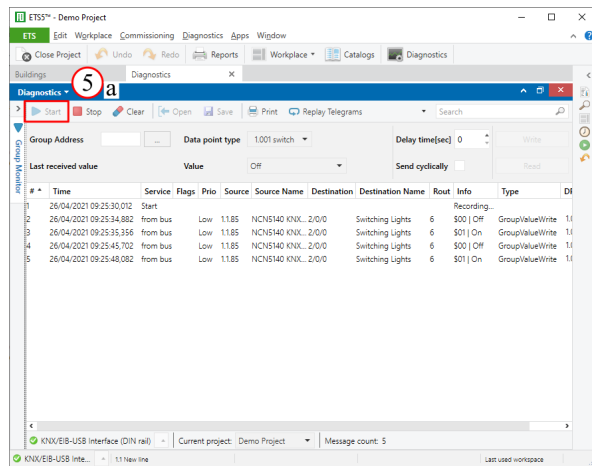 ETS5™ - Demo Project
ETS Edit Workplace Commissioning Diagnostics Apps Window
Close Project Undo Redo Reports Workplace Catalogs Diagnostics
Buildings Diagnostics
5 a
Diagnostics
Start Stop Clear Open Save Print Replay Telegrams Search
Group Monitor
Group Address ... Data point type 1.001 switch Delay time[sec] 0 Write
Last received value Value Off Send cyclically Read
# Time Service Flags Prio Source Source Name Destination Destination Name Rout Info Type
1 26/04/2021 09:25:30,012 Start Recording...
2 26/04/2021 09:25:34,882 from bus Low 1.1.85 NCN5140 KNX... 2/0/0 Switching Lights 6 $00 | Off GroupValueWrite 1.(
3 26/04/2021 09:25:35,356 from bus Low 1.1.85 NCN5140 KNX... 2/0/0 Switching Lights 6 $01 | On GroupValueWrite 1.(
4 26/04/2021 09:25:45,702 from bus Low 1.1.85 NCN5140 KNX... 2/0/0 Switching Lights 6 $00 | Off GroupValueWrite 1.(
5 26/04/2021 09:25:48,082 from bus Low 1.1.85 NCN5140 KNX... 2/0/0 Switching Lights 6 $01 | On GroupValueWrite 1.(
KNX/EIB-USB Interface (DIN rail) Current project: Demo Project Message count: 5
KNX/EIB-USB Inte... 1.1 New line Last used workspace